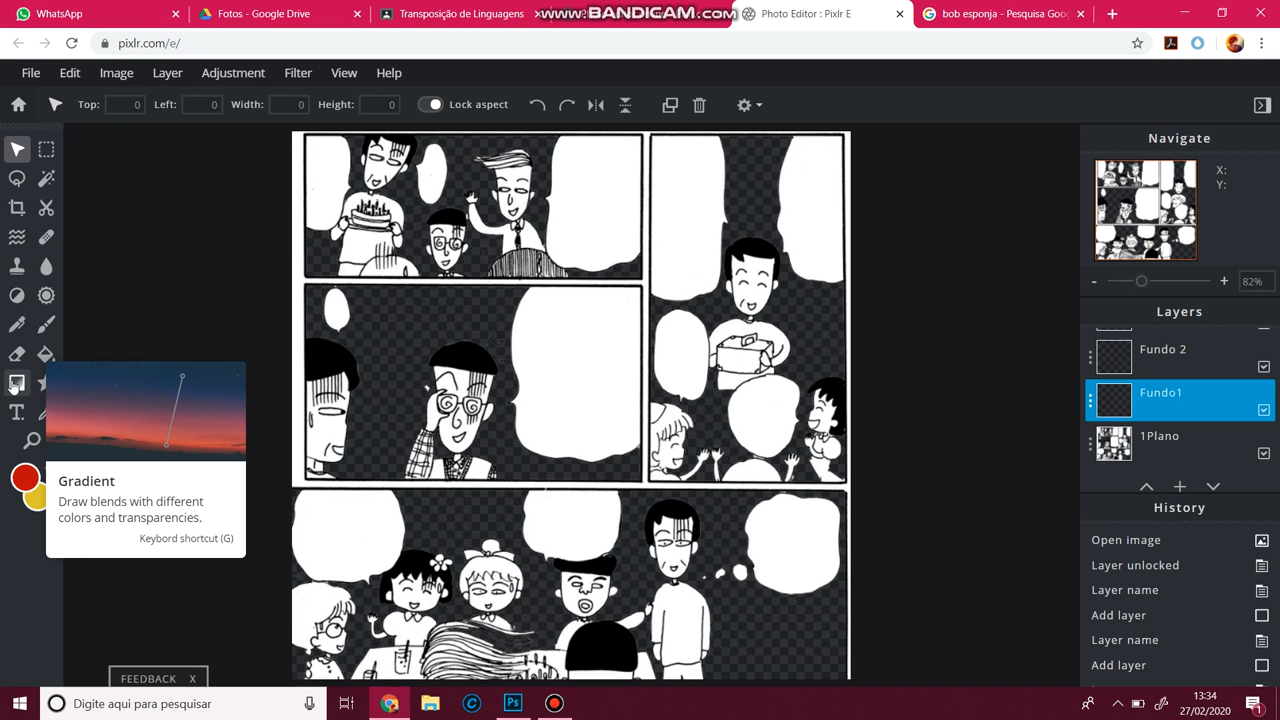 WhatsApp
Fotos - Google Drive
Transposição de Linguagens
www.BANDICAM.com
Photo Editor : Pixlr E
bob esponja - Pesquisa Goo
pixlr.com/e/
File Edit Image Layer Adjustment Filter View Help
Top: 0 Left: 0 Width: 0 Height: 0 Lock aspect
Navigate
X:
Y:
- + 82%
Layers
Fundo 2
Fundo1
1Plano
History
Open image
Layer unlocked
Layer name
Add layer
Layer name
Add layer
T
Gradient
Draw blends with different
colors and transparencies.
Keybord shortcut (G)
FEEDBACK X
Digite aqui para pesquisar
Ps
13:34
27/02/2020
1